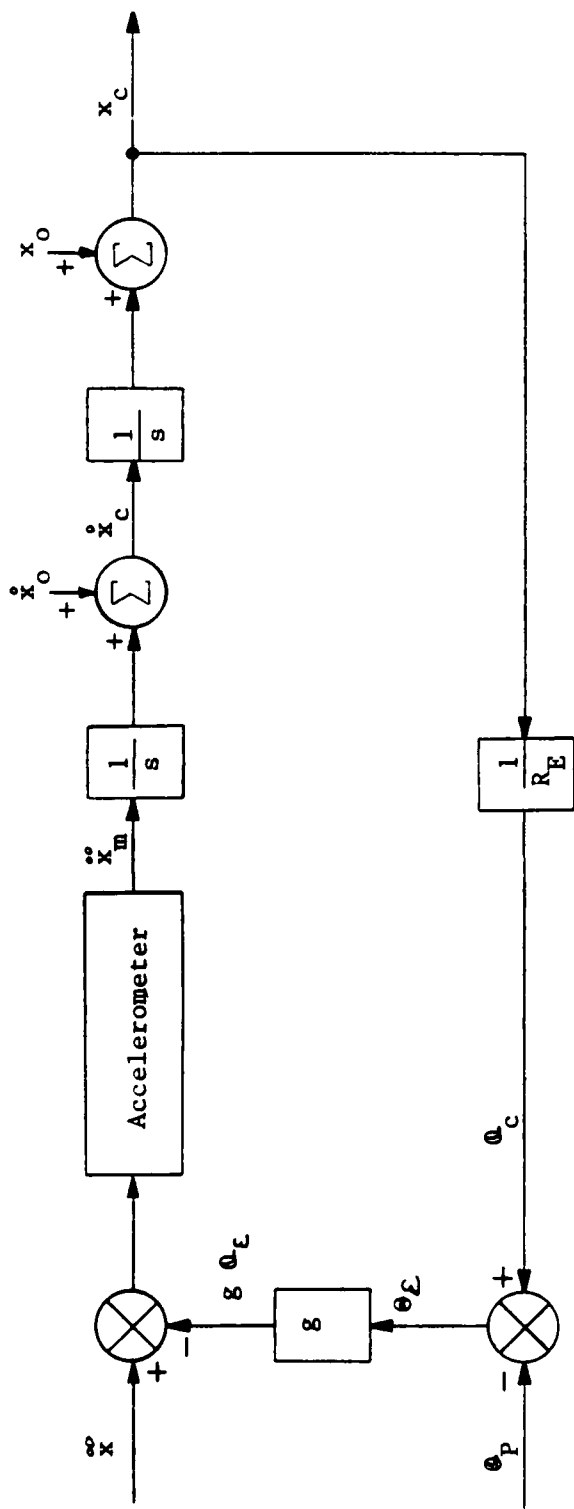 ẍ
+
−
Accelerometer
ẍ_m
1
s
ẋ_o
+
+
Σ
ẋ_c
1
s
x_o
+
+
Σ
x_c
g θ_ε
g
θ_ε
1
R_E
θ_c
+
−
θ_P